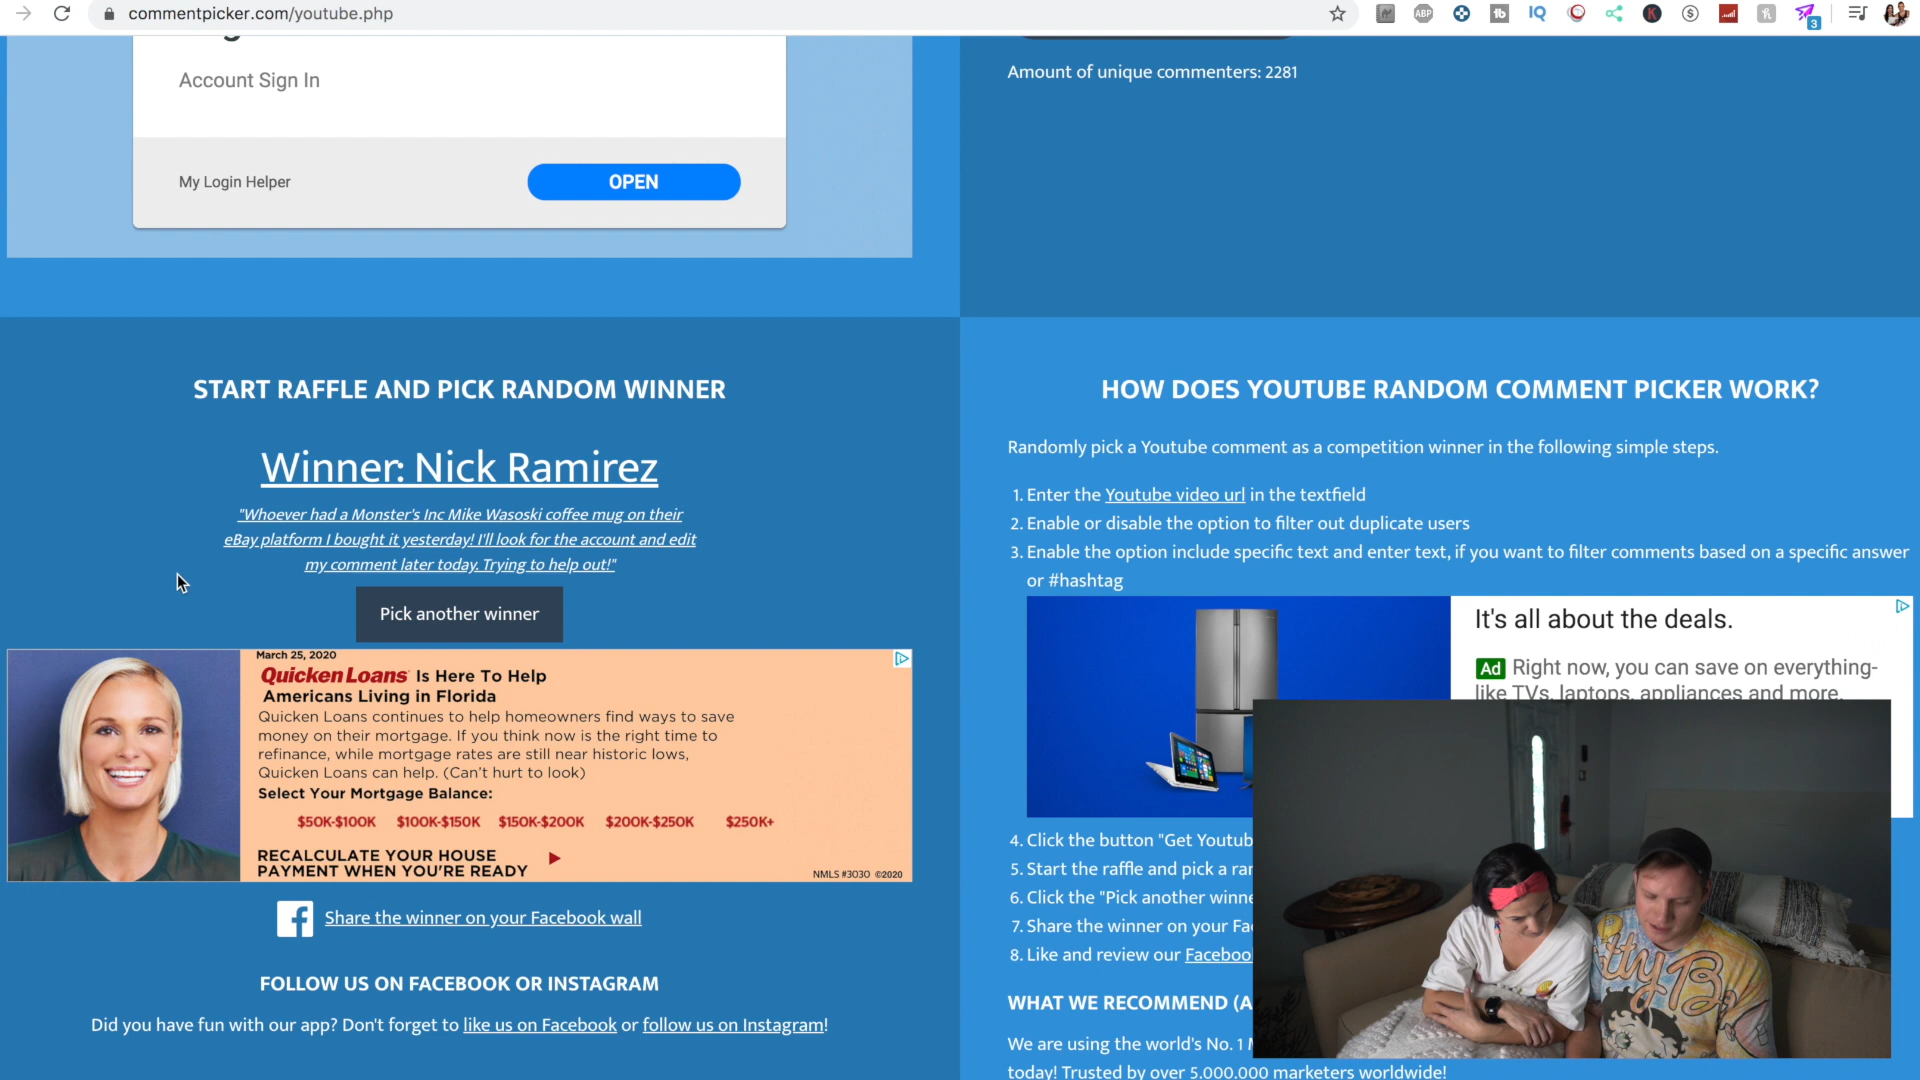 commentpicker.com/youtube.php
ABP
tb
IQ
K
3
Account Sign In
My Login Helper
OPEN
Amount of unique commenters: 2281
START RAFFLE AND PICK RANDOM WINNER
Winner: Nick Ramirez
"Whoever had a Monster's Inc Mike Wasoski coffee mug on their
eBay platform I bought it yesterday! I'll look for the account and edit
my comment later today. Trying to help out!"
Pick another winner
March 25, 2020
Quicken Loans Is Here To Help
Americans Living in Florida
Quicken Loans continues to help homeowners find ways to save
money on their mortgage. If you think now is the right time to
refinance, while mortgage rates are still near historic lows,
Quicken Loans can help. (Can't hurt to look)
Select Your Mortgage Balance:
$50K-$100K $100K-$150K $150K-$200K $200K-$250K $250K+
RECALCULATE YOUR HOUSE
PAYMENT WHEN YOU'RE READY
NMLS #3030 ©2020
Share the winner on your Facebook wall
FOLLOW US ON FACEBOOK OR INSTAGRAM
Did you have fun with our app? Don't forget to like us on Facebook or follow us on Instagram!
HOW DOES YOUTUBE RANDOM COMMENT PICKER WORK?
Randomly pick a Youtube comment as a competition winner in the following simple steps.
1. Enter the Youtube video url in the textfield
2. Enable or disable the option to filter out duplicate users
3. Enable the option include specific text and enter text, if you want to filter comments based on a specific answer
or #hashtag
It's all about the deals.
Ad Right now, you can save on everything-
like TVs, laptops, appliances and more.
4. Click the button "Get Youtub
5. Start the raffle and pick a ra
6. Click the "Pick another winne
7. Share the winner on your Fa
8. Like and review our Faceboo
WHAT WE RECOMMEND (A
We are using the world's No. 1
today! Trusted by over 5.000.000 marketers worldwide!
Betty B